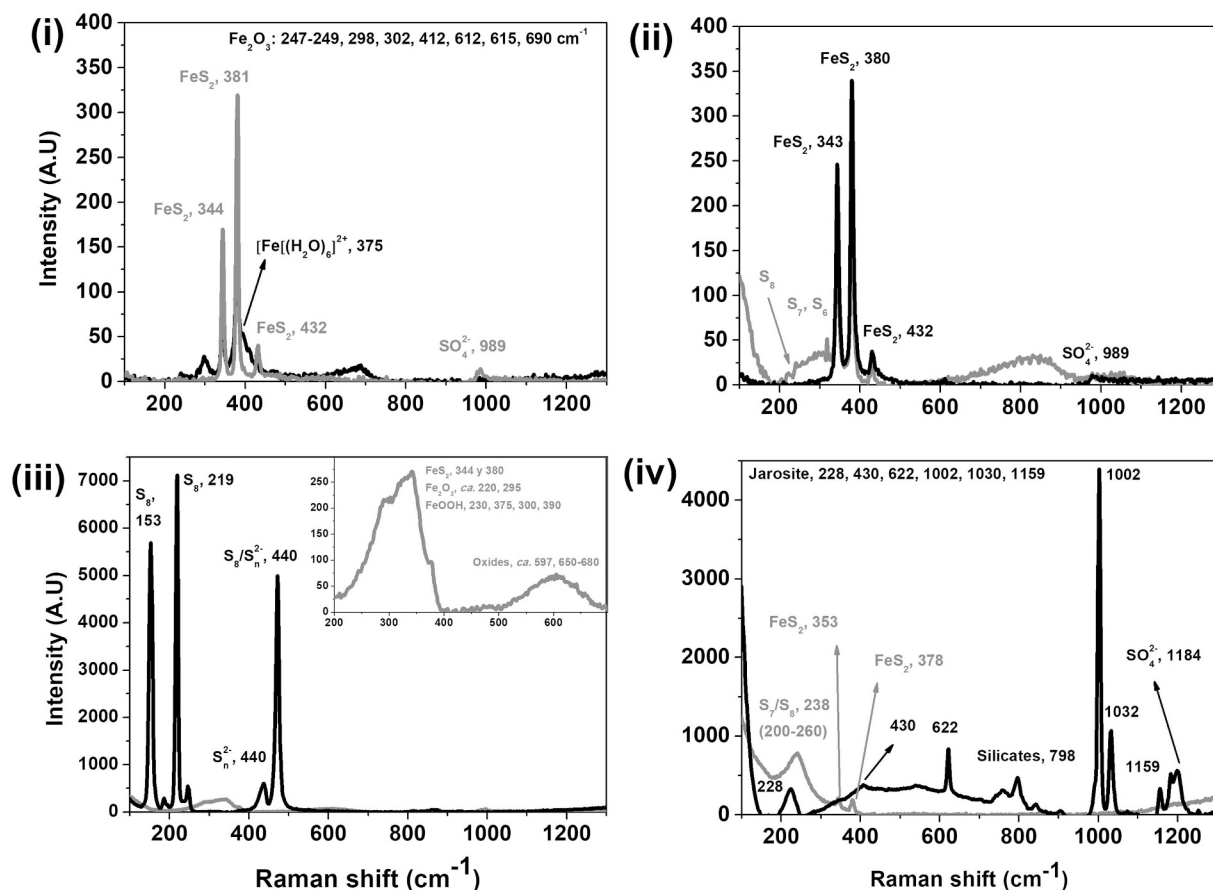 (i)
Fe₂O₃: 247-249, 298, 302, 412, 612, 615, 690 cm⁻¹
FeS₂, 381
FeS₂, 344
[Fe[(H₂O)₆]²⁺, 375
FeS₂, 432
SO₄²⁻, 989
400
350
300
250
200
150
100
50
0
200 400 600 800 1000 1200
Intensity (A.U)
(ii)
FeS₂, 380
FeS₂, 343
S₈
S₇, S₆
FeS₂, 432
SO₄²⁻, 989
400
350
300
250
200
150
100
50
0
200 400 600 800 1000 1200
(iii)
S₈,
153
S₈, 219
S₈/Sₙ²⁻, 440
Sₙ²⁻, 440
FeS₂, 344 y 380
Fe₂O₃, ca. 220, 295
FeOOH, 230, 375, 300, 390
Oxides, ca. 597, 650-680
250
200
150
100
50
0
200 300 400 500 600
7000
6000
5000
4000
3000
2000
1000
0
200 400 600 800 1000 1200
Intensity (A.U)
Raman shift (cm⁻¹)
(iv)
Jarosite, 228, 430, 622, 1002, 1030, 1159
1002
FeS₂, 353
FeS₂, 378
SO₄²⁻, 1184
S₇/S₈, 238
(200-260)
430
622
Silicates, 798
1032
1159
228
4000
3000
2000
1000
0
200 400 600 800 1000 1200
Raman shift (cm⁻¹)